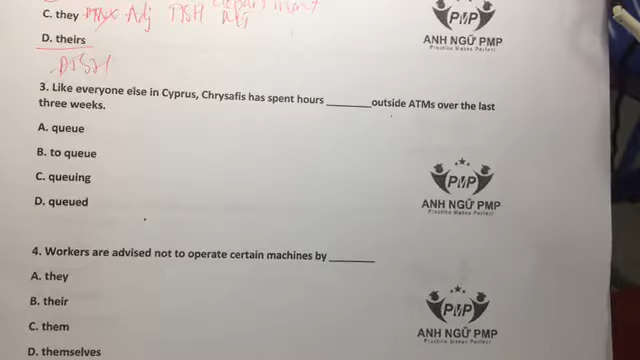 C. they Adj
D. theirs
PMP
ANH NGỮ PMP
Practice Makes Perfect
3. Like everyone else in Cyprus, Chrysafis has spent hours ________outside ATMs over the last
three weeks.
A. queue
B. to queue
C. queuing
D. queued
PMP
ANH NGỮ PMP
Practice Makes Perfect
4. Workers are advised not to operate certain machines by ________
A. they
B. their
C. them
D. themselves
PMP
ANH NGỮ PMP
Practice Makes Perfect